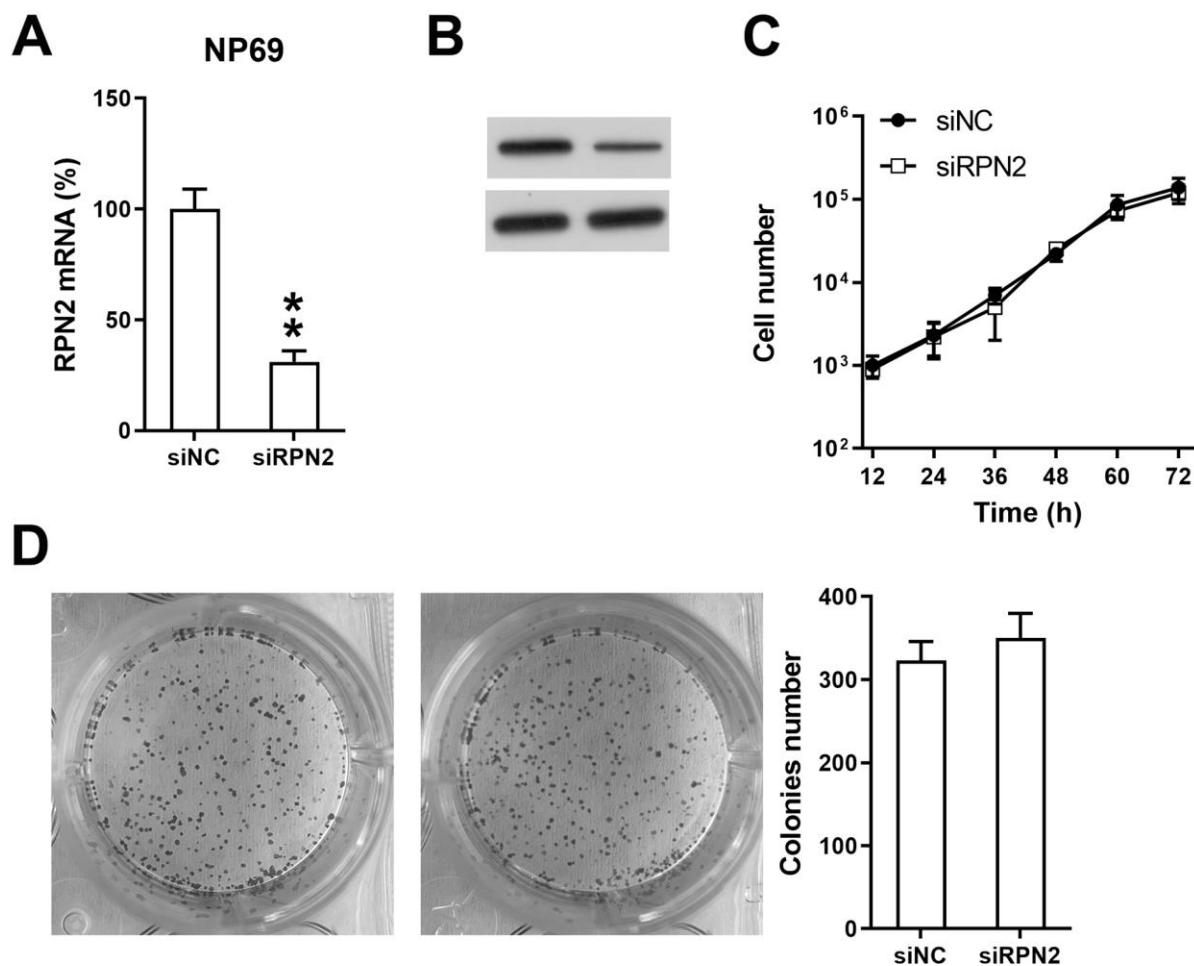 A
NP69
RPN2 mRNA (%)
150
100
50
0
**
siNC
siRPN2
B
C
siNC
siRPN2
Cell number
10^6
10^5
10^4
10^3
10^2
12 24 36 48 60 72
Time (h)
D
Colonies number
400
300
200
100
0
siNC
siRPN2